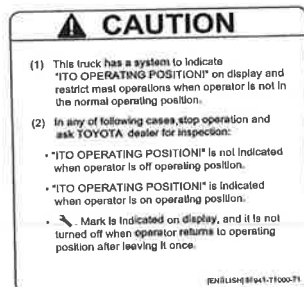 CAUTION
(1) This truck has a system to indicate
"!TO OPERATING POSITION!" on display and
restrict mast operations when operator is not in
the normal operating position.
(2) In any of following cases,stop operation and
ask TOYOTA dealer for inspection:
• "!TO OPERATING POSITION!" is not indicated
when operator is off operating position.
• "!TO OPERATING POSITION!" is indicated
when operator is on operating position.
• Mark is indicated on display, and it is not
turned off when operator returns to operating
position after leaving it once.
[ENGLISH]